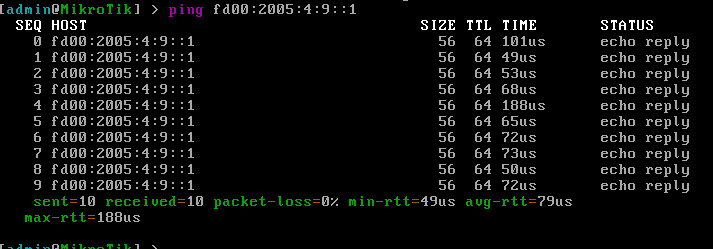 [admin@MikroTik] > ping fd00:2005:4:9::1
SEQ HOST SIZE TTL TIME STATUS
0 fd00:2005:4:9::1 56 64 101us echo reply
1 fd00:2005:4:9::1 56 64 49us echo reply
2 fd00:2005:4:9::1 56 64 53us echo reply
3 fd00:2005:4:9::1 56 64 68us echo reply
4 fd00:2005:4:9::1 56 64 188us echo reply
5 fd00:2005:4:9::1 56 64 65us echo reply
6 fd00:2005:4:9::1 56 64 72us echo reply
7 fd00:2005:4:9::1 56 64 73us echo reply
8 fd00:2005:4:9::1 56 64 50us echo reply
9 fd00:2005:4:9::1 56 64 72us echo reply
sent=10 received=10 packet-loss=0% min-rtt=49us avg-rtt=79us
max-rtt=188us
[admin@MikroTik] >